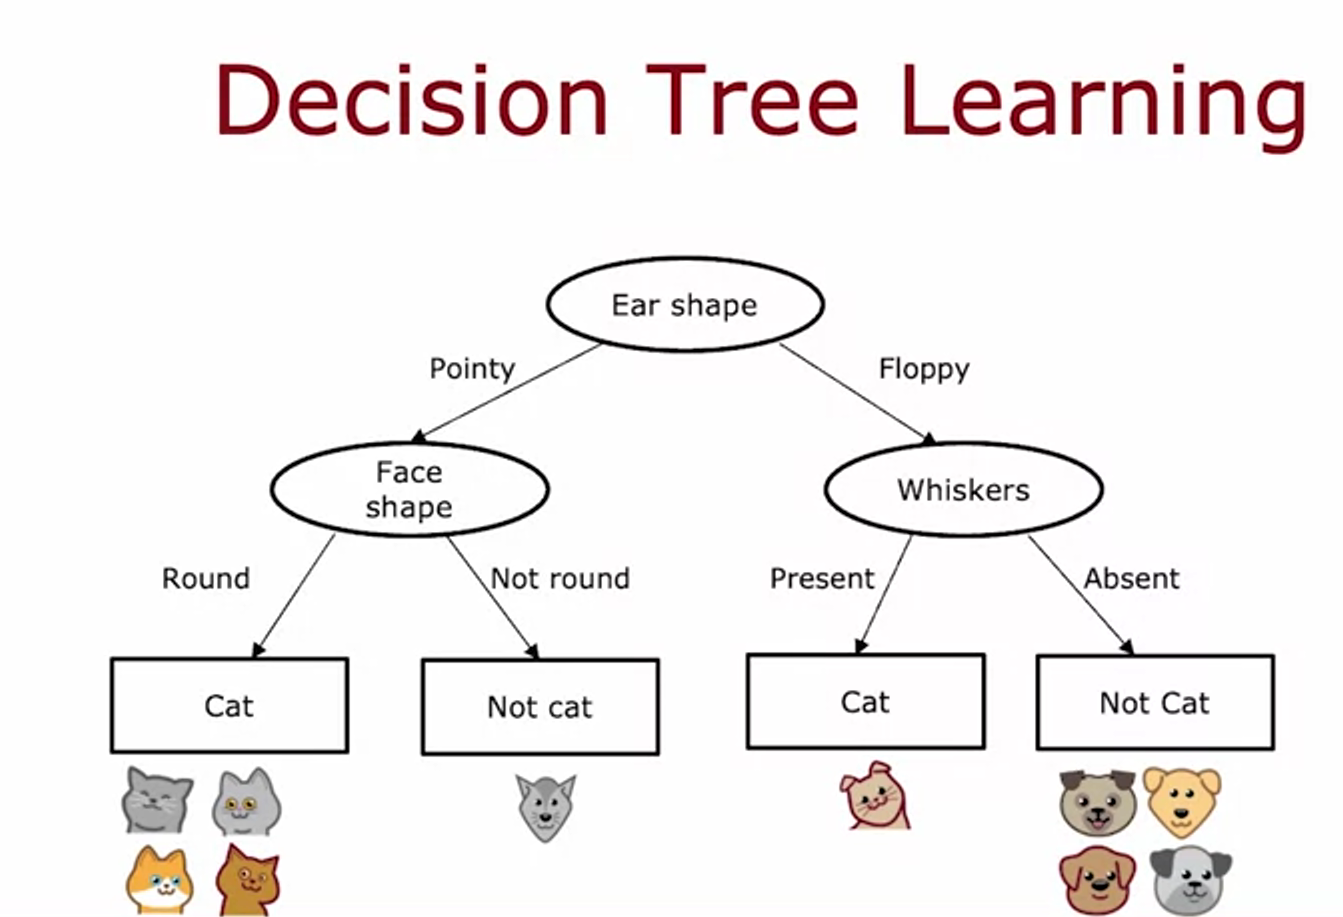 Decision Tree Learning
Ear shape
Pointy
Floppy
Face
shape
Whiskers
Round
Not round
Present
Absent
Cat
Not cat
Cat
Not Cat